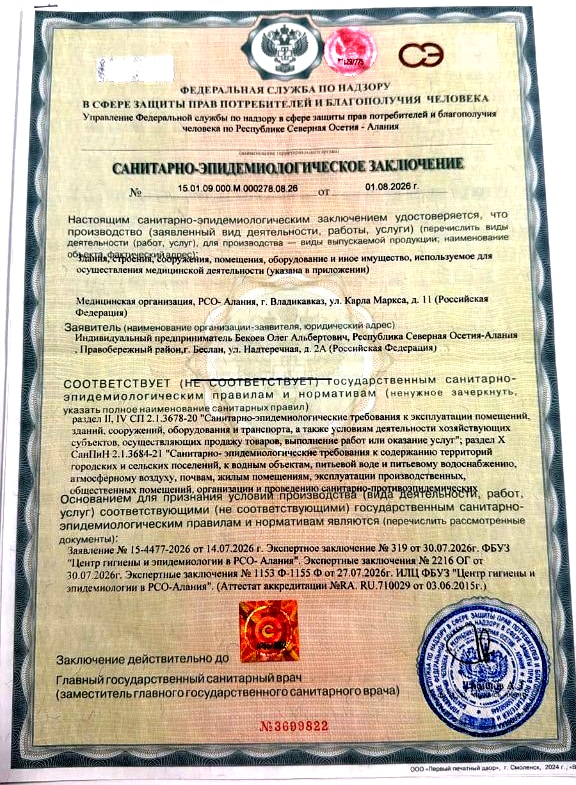 СЭ
ФЕДЕРАЛЬНАЯ СЛУЖБА ПО НАДЗОРУ
В СФЕРЕ ЗАЩИТЫ ПРАВ ПОТРЕБИТЕЛЕЙ И БЛАГОПОЛУЧИЯ ЧЕЛОВЕКА
Управление Федеральной службы по надзору в сфере защиты прав потребителей и благополучия
человека по Республике Северная Осетия - Алания
САНИТАРНО-ЭПИДЕМИОЛОГИЧЕСКОЕ ЗАКЛЮЧЕНИЕ
№ 15.01.09.000.М.000278.08.26 от 01.08.2026 г.
Настоящим санитарно-эпидемиологическим заключением удостоверяется, что
производство (заявленный вид деятельности, работы, услуги) (перечислить виды
деятельности (работ, услуг), для производства — виды выпускаемой продукции; наименование
объекта, фактический адрес):
Здания, строения, сооружения, помещения, оборудование и иное имущество, используемое для
осуществления медицинской деятельности (указана в приложении)
Медицинская организация, РСО- Алания, г. Владикавказ, ул. Карла Маркса, д. 11 (Российская
Федерация)
Заявитель (наименование организации-заявителя, юридический адрес)
Индивидуальный предприниматель Бекоев Олег Альбертович, Республика Северная Осетия-Алания
, Правобережный район,г. Беслан, ул. Надтеречная, д. 2А (Российская Федерация)
СООТВЕТСТВУЕТ (НЕ СООТВЕТСТВУЕТ) государственным санитарно-
эпидемиологическим правилам и нормативам (ненужное зачеркнуть,
указать полное наименование санитарных правил)
раздел II, IV СП 2.1.3678-20 "Санитарно-эпидемиологические требования к эксплуатации помещений,
зданий, сооружений, оборудования и транспорта, а также условиям деятельности хозяйствующих
субъектов, осуществляющих продажу товаров, выполнение работ или оказание услуг"; раздел X
СанПиН 2.1.3684-21 "Санитарно- эпидемиологические требования к содержанию территорий
городских и сельских поселений, к водным объектам, питьевой воде и питьевому водоснабжению,
атмосферному воздуху, почвам, жилым помещениям, эксплуатации производственных,
общественных помещений, организации и проведению санитарно-противоэпидемических
Основанием для признания условий производства (вида деятельности, работ,
услуг) соответствующими (не соответствующими) государственным санитарно-
эпидемиологическим правилам и нормативам являются (перечислить рассмотренные
документы):
Заявление № 15-4477-2026 от 14.07.2026 г. Экспертное заключение № 319 от 30.07.2026г. ФБУЗ
"Центр гигиены и эпидемиологии в РСО- Алания". Экспертные заключения № 2216 ОГ от
30.07.2026г. Экспертные заключения № 1153 Ф-1155 Ф от 27.07.2026г. ИЛЦ ФБУЗ "Центр гигиены и
эпидемиологии в РСО-Алания". (Аттестат аккредитации №RA. RU.710029 от 03.06.2015г.)
Заключение действительно до
Главный государственный санитарный врач
(заместитель главного государственного санитарного врача)
№3699822
ООО «Первый печатный двор», г. Смоленск, 2024 г., «В